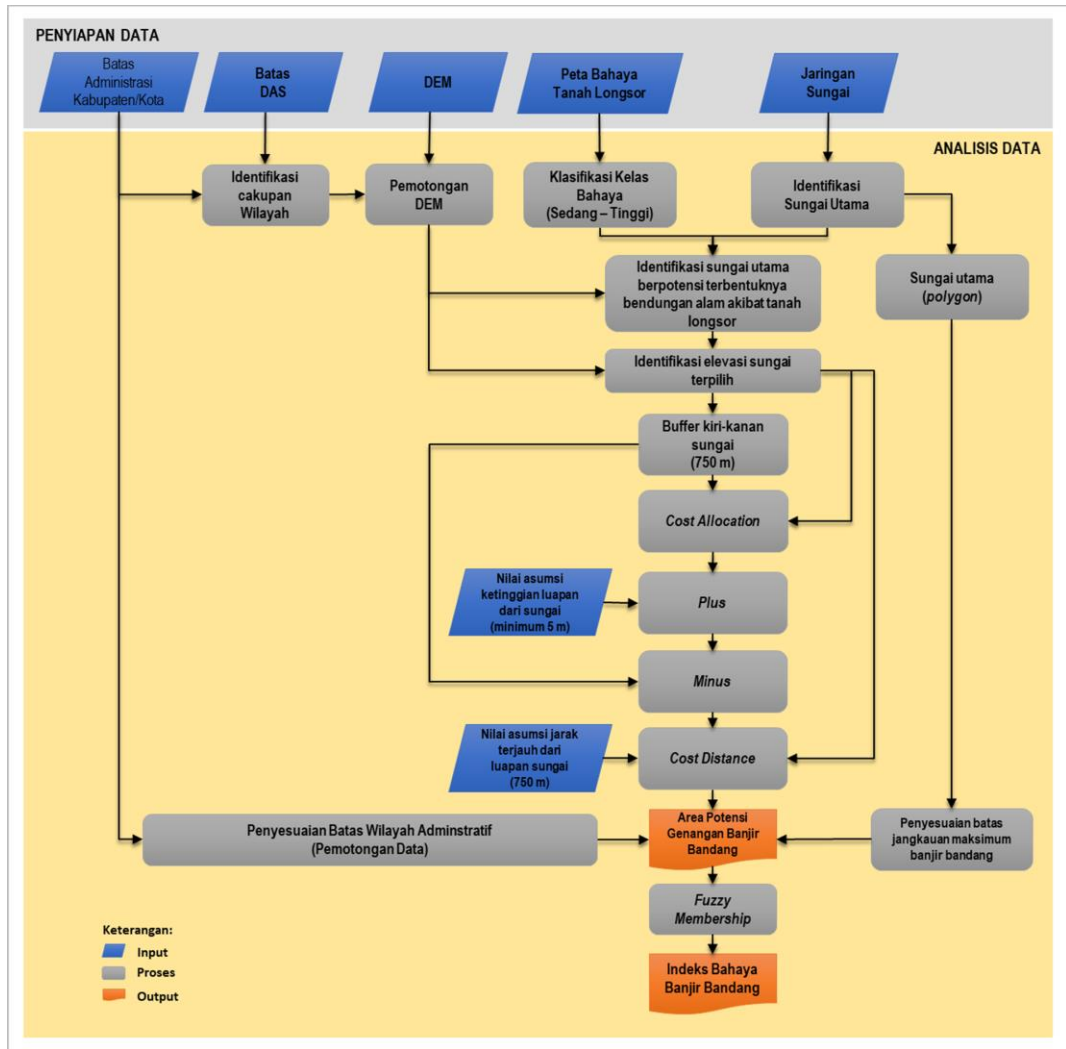 PENYIAPAN DATA
Batas
Administrasi
Kabupaten/Kota
Batas
DAS
DEM
Peta Bahaya
Tanah Longsor
Jaringan
Sungai
ANALISIS DATA
Identifikasi
cakupan
Wilayah
Pemotongan
DEM
Klasifikasi Kelas
Bahaya
(Sedang – Tinggi)
Identifikasi
Sungai Utama
Identifikasi sungai utama
berpotensi terbentuknya
bendungan alam akibat tanah
longsor
Sungai utama
(polygon)
Identifikasi elevasi sungai
terpilih
Buffer kiri-kanan
sungai
(750 m)
Cost Allocation
Nilai asumsi
ketinggian luapan
dari sungai
(minimum 5 m)
Plus
Minus
Nilai asumsi jarak
terjauh dari
luapan sungai
(750 m)
Cost Distance
Penyesuaian Batas Wilayah Adminstratif
(Pemotongan Data)
Area Potensi
Genangan Banjir
Bandang
Penyesuaian batas
jangkauan maksimum
banjir bandang
Fuzzy
Membership
Indeks Bahaya
Banjir Bandang
Keterangan:
Input
Proses
Output